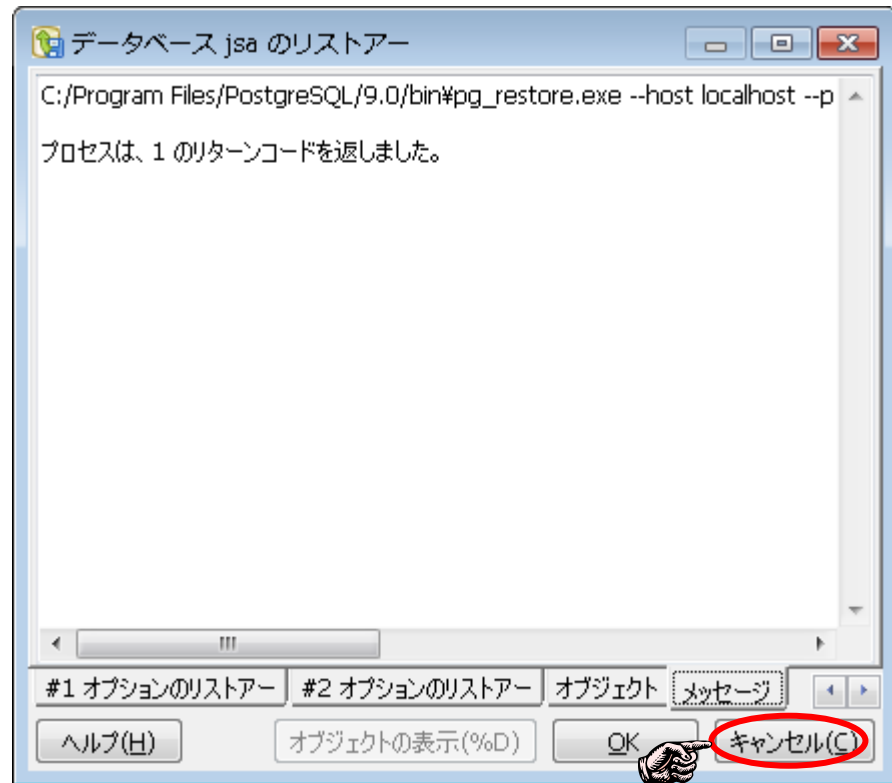 データベース jsa のリストアー
C:/Program Files/PostgreSQL/9.0/bin¥pg_restore.exe --host localhost --p
プロセスは、1 のリターンコードを返しました。
#1 オプションのリストアー #2 オプションのリストアー オブジェクト メッセージ
ヘルプ(H) オブジェクトの表示(%D) OK キャンセル(C)